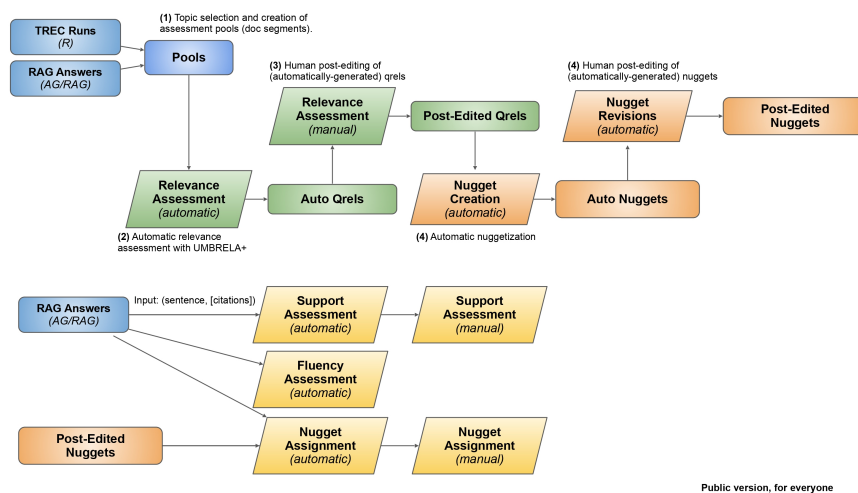 (1) Topic selection and creation of
assessment pools (doc segments).
TREC Runs
(R)
Pools
RAG Answers
(AG/RAG)
(3) Human post-editing of
(automatically-generated) qrels
(4) Human post-editing of
(automatically-generated) nuggets
Relevance
Assessment
(manual)
Post-Edited Qrels
Nugget
Revisions
(automatic)
Post-Edited
Nuggets
Relevance
Assessment
(automatic)
Auto Qrels
Nugget
Creation
(automatic)
Auto Nuggets
(2) Automatic relevance
assessment with UMBRELA+
(4) Automatic nuggetization
RAG Answers
(AG/RAG)
Input: (sentence, [citations])
Support
Assessment
(automatic)
Support
Assessment
(manual)
Fluency
Assessment
(automatic)
Post-Edited
Nuggets
Nugget
Assignment
(automatic)
Nugget
Assignment
(manual)
Public version, for everyone